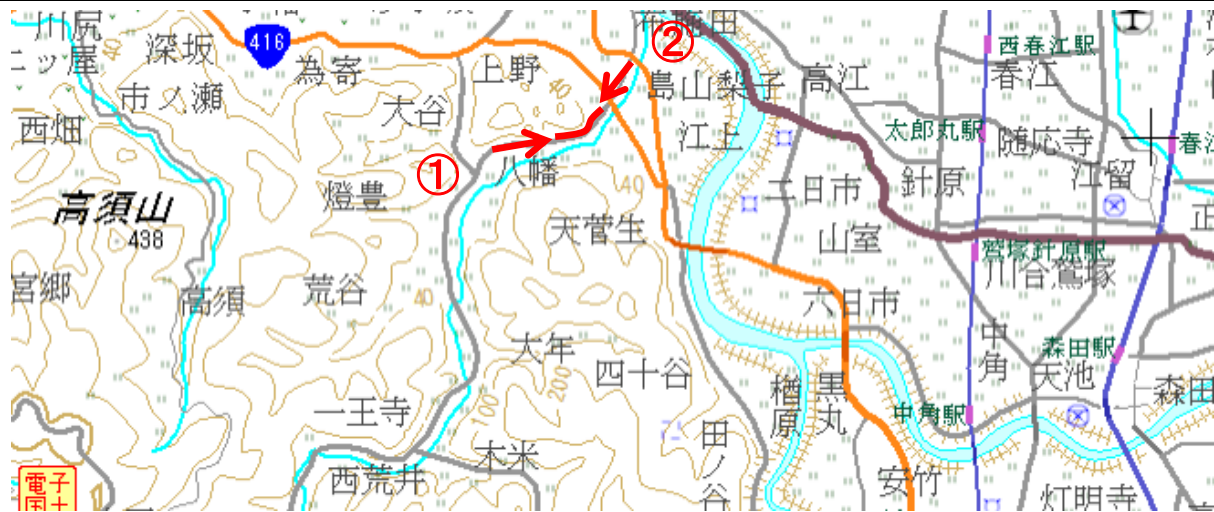 川尻
三ツ屋
深坂
416
為寄
上野
②
島山梨子
高江
西春江駅
春江
市ノ瀬
大谷
西畑
江上
太郎丸駅
随応寺
①
八幡
40
燈豊
二日市
針原
江留
高須山
438
天菅生
山室
鷲塚針原駅
川合鷲塚
宮郷
高須
荒谷
40
六日市
大年
四十谷
中角
森田駅
天池
森田
200
100
楢原
黒丸
中角駅
一王寺
本米
田ノ谷
西荒井
安竹
灯明寺
40
40